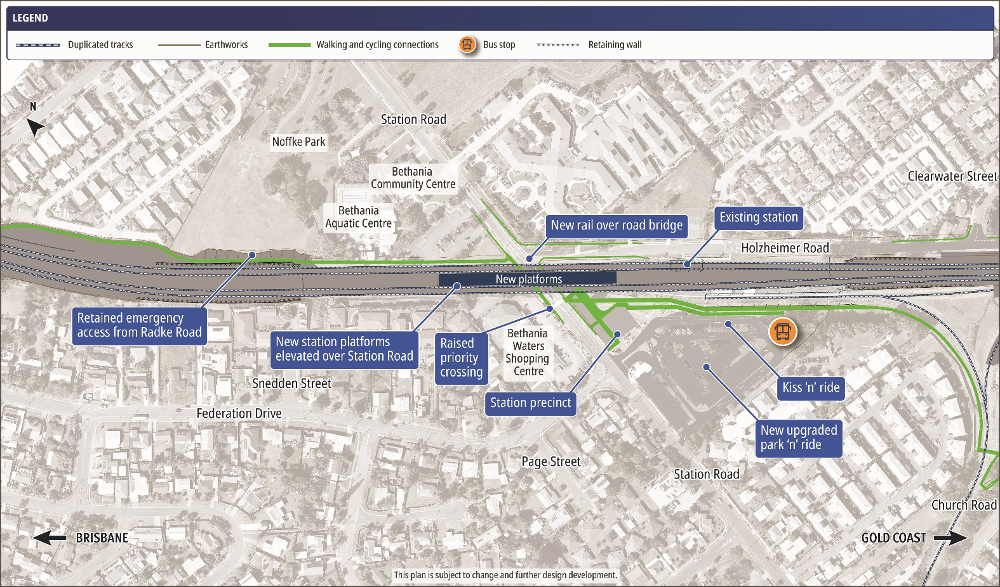 LEGEND
Duplicated tracks
Earthworks
Walking and cycling connections
Bus stop
Retaining wall
N
Station Road
Noffke Park
Bethania
Community Centre
Clearwater Street
Bethania
Aquatic Centre
New rail over road bridge
Existing station
Holzheimer Road
New platforms
Retained emergency
access from Radke Road
New station platforms
elevated over Station Road
Raised
priority
crossing
Bethania
Waters
Shopping
Centre
Snedden Street
Station precinct
Kiss ‘n’ ride
Federation Drive
New upgraded
park ‘n’ ride
Page Street
Station Road
Church Road
BRISBANE
GOLD COAST
This plan is subject to change and further design development.